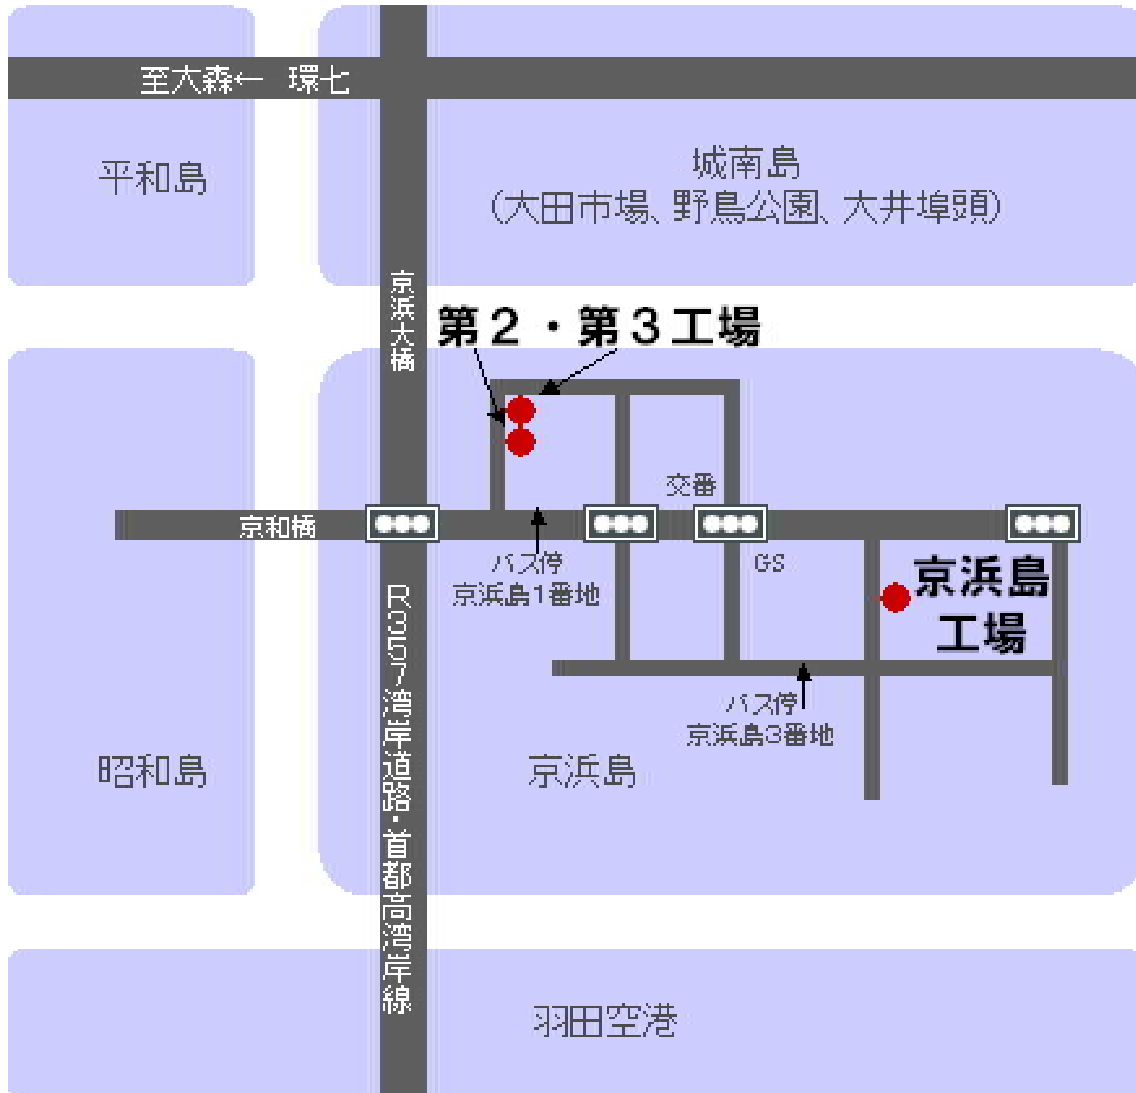 至大森← 環七
平和島
城南島
（大田市場、野鳥公園、大井埠頭）
京浜大橋
第２・第３工場
交番
京和橋
バス停
京浜島1番地
GS
京浜島
工場
R357湾岸道路・首都高湾岸線
バス停
京浜島3番地
昭和島
京浜島
羽田空港